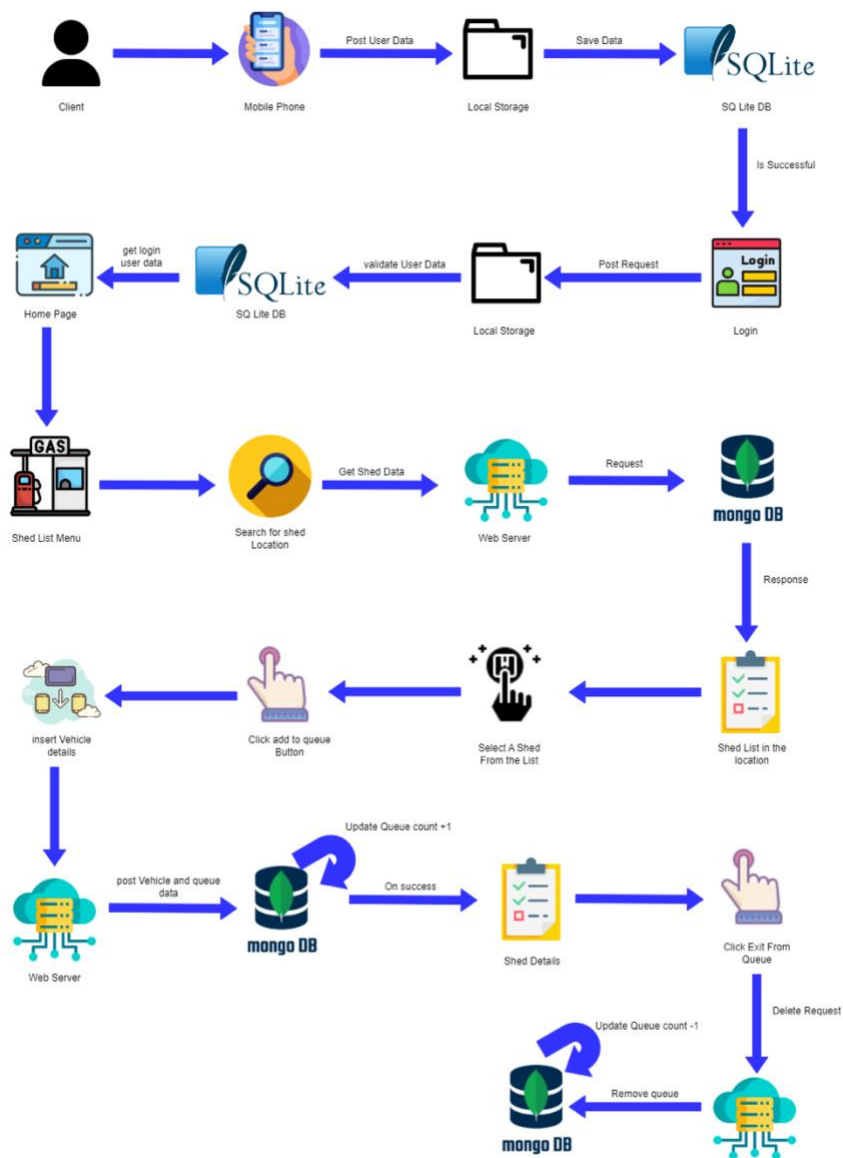 Post User Data
Save Data
SQLite
Client
Mobile Phone
Local Storage
SQ Lite DB
Is Successful
get login
user data
validate User Data
Post Request
Login
SQLite
Home Page
SQ Lite DB
Local Storage
Login
GAS
Get Shed Data
Request
mongo DB
Shed List Menu
Search for shed
Location
Web Server
Response
insert Vehicle
details
Click add to queue
Button
Select A Shed
From the List
Shed List in the
location
Update Queue count +1
post Vehicle and queue
data
On success
mongo DB
Web Server
Shed Details
Click Exit From
Queue
Delete Request
Update Queue count -1
Remove queue
mongo DB